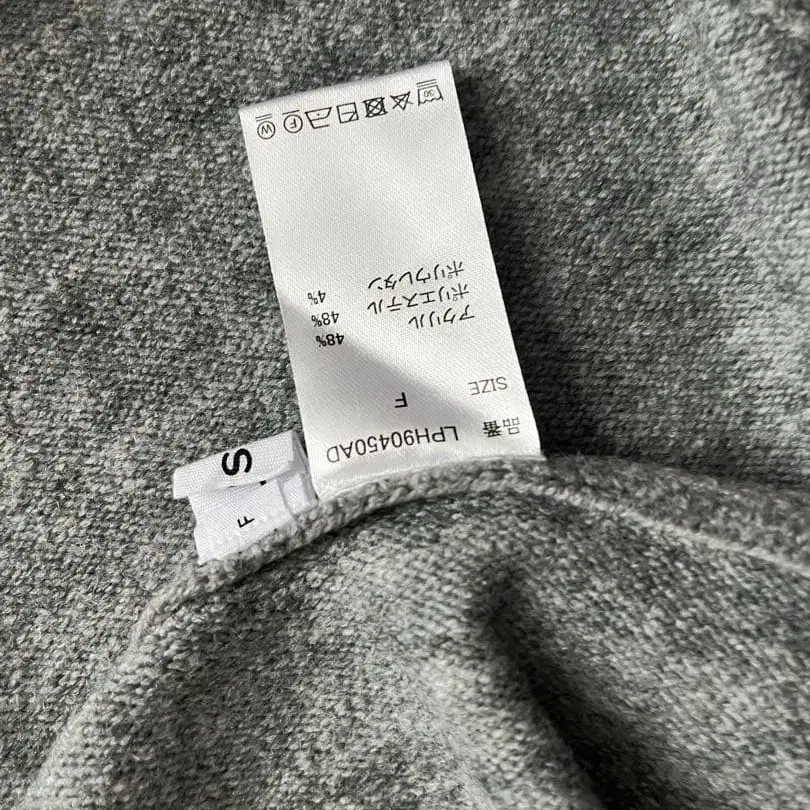 品番 LPH90450AD
SIZE F
アクリル 48%
ポリエステル 48%
ポリウレタン 4%
30
F W
S
F